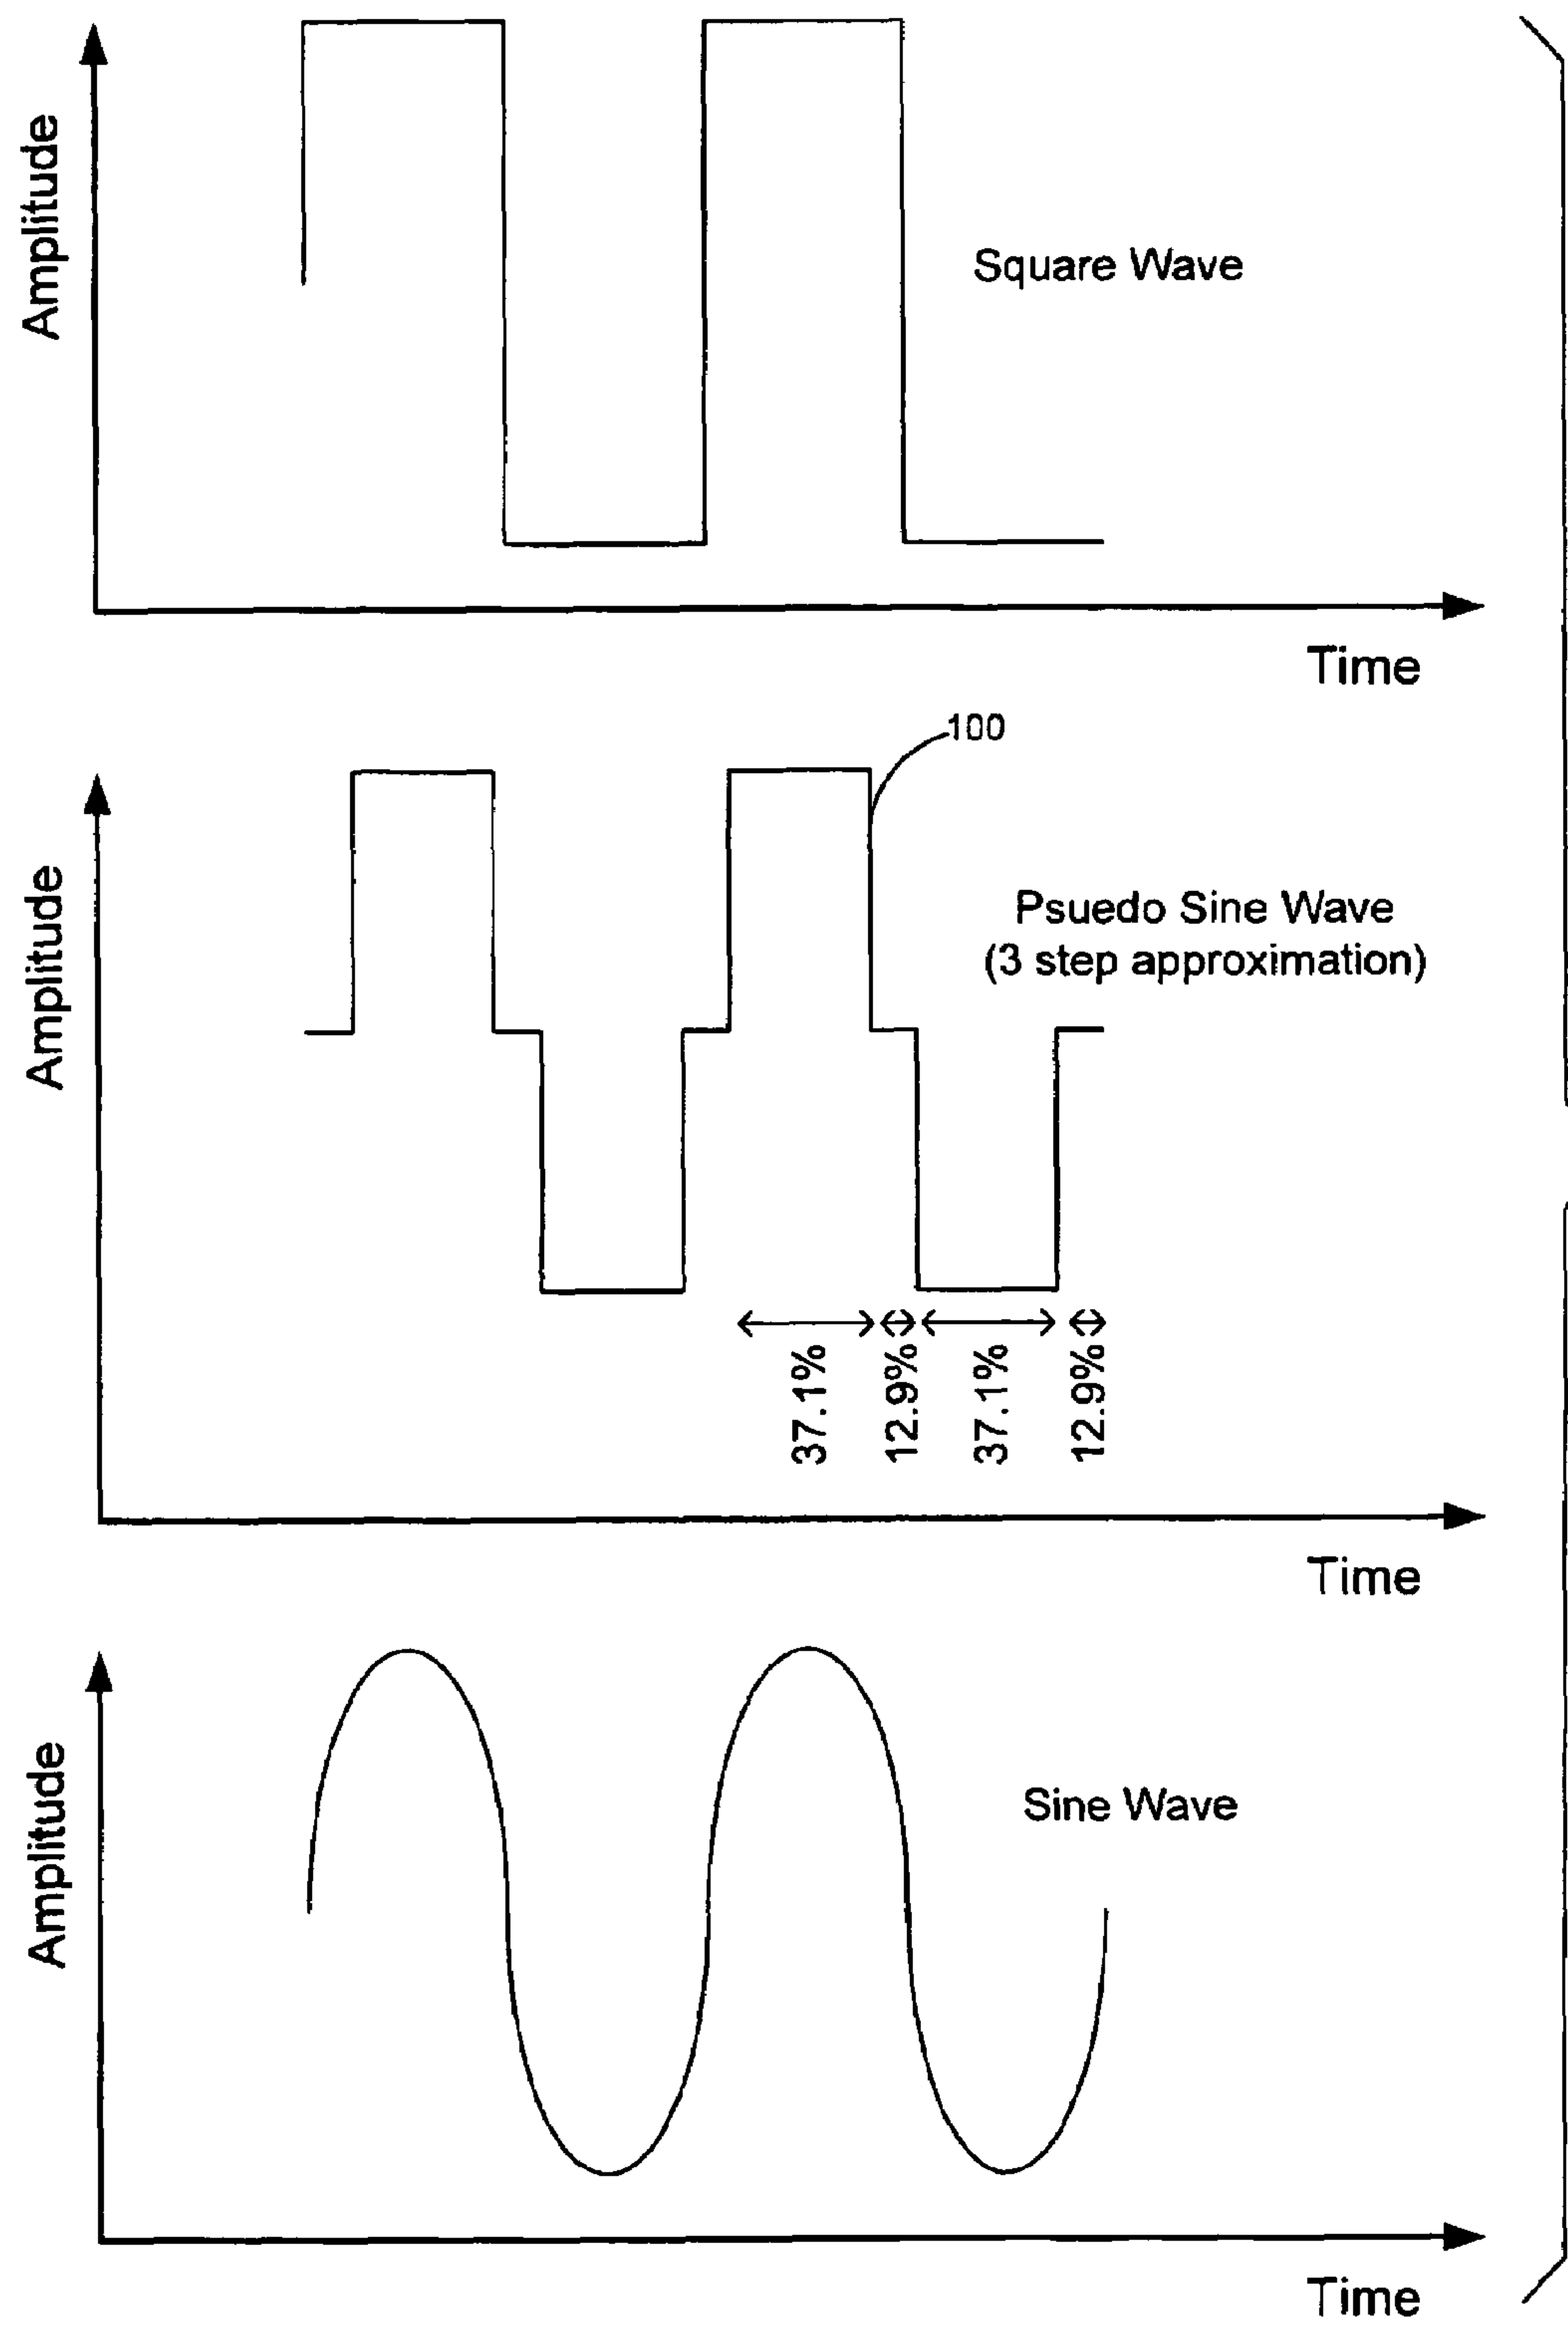 Amplitude
Square Wave
Time
100
Amplitude
Psuedo Sine Wave
(3 step approximation)
37.1%
12.9%
37.1%
12.9%
Time
Amplitude
Sine Wave
Time